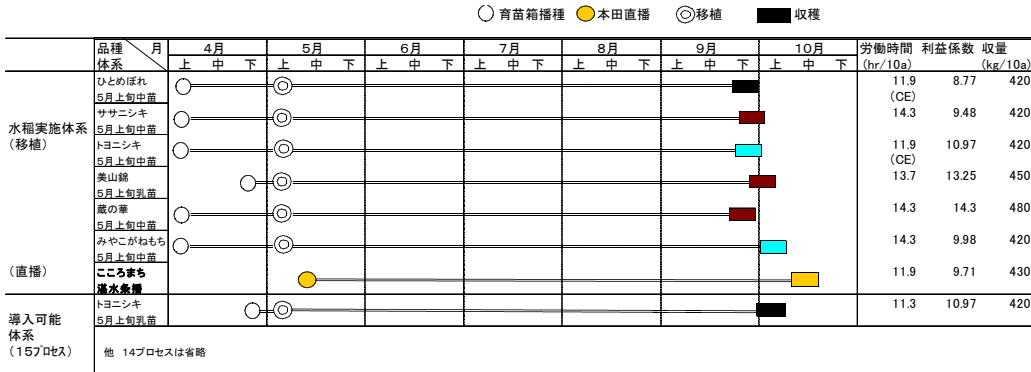 育苗箱播種 本田直播 移植 収穫
品種 月 4月 5月 6月 7月 8月 9月 10月 労働時間 利益係数 収量
体系 上 中 下 上 中 下 上 中 下 上 中 下 上 中 下 上 中 下 上 中 下 (hr/10a) (kg/10a)
ひとめぼれ 11.9 8.77 420
5月上旬中苗 (CE)
ササニシキ 14.3 9.48 420
水稲実施体系 5月上旬中苗
(移植) トヨニシキ 11.9 10.97 420
5月上旬中苗 (CE)
美山錦 13.7 13.25 450
5月上旬乳苗
蔵の華 14.3 14.3 480
5月上旬中苗
みやこがねもち 14.3 9.98 420
5月上旬中苗
(直播) こころまち 11.9 9.71 430
湛水条播
トヨニシキ 11.3 10.97 420
導入可能 5月上旬乳苗
体系
(15プロセス) 他 14プロセスは省略